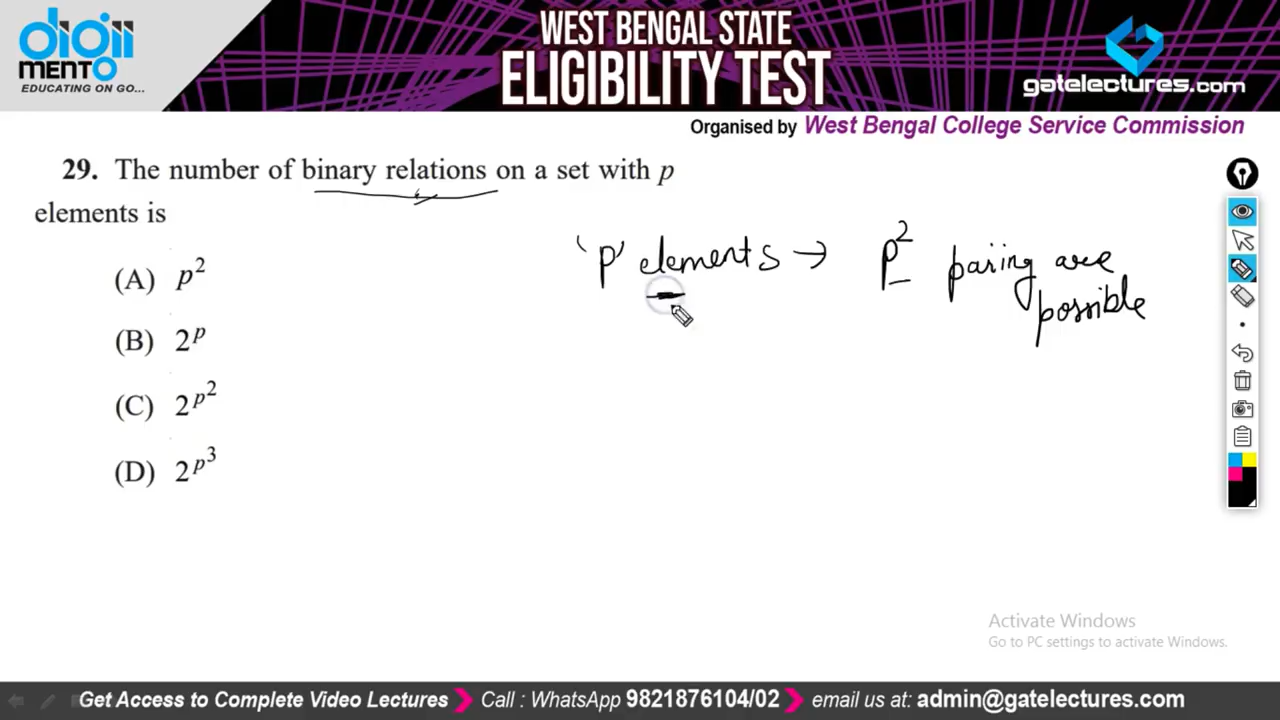 digii
MENTO
EDUCATING ON GO...
WEST BENGAL STATE
ELIGIBILITY TEST
gatelectures.com
Organised by West Bengal College Service Commission
29. The number of binary relations on a set with p
elements is
(A) p²
(B) 2^p
(C) 2^p²
(D) 2^p³
'p' elements → p² pairing are
possible
Activate Windows
Go to PC settings to activate Windows.
Get Access to Complete Video Lectures Call : WhatsApp 9821876104/02 email us at: admin@gatelectures.com